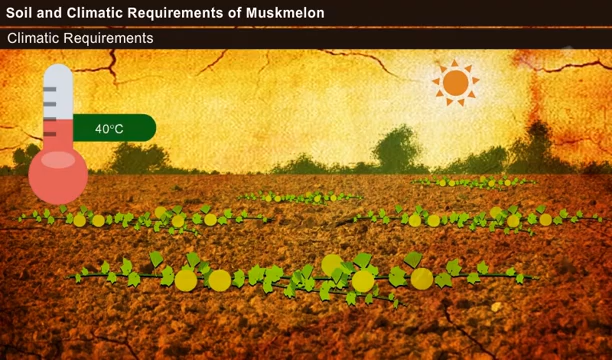 Soil and Climatic Requirements of Muskmelon
Climatic Requirements
40°C